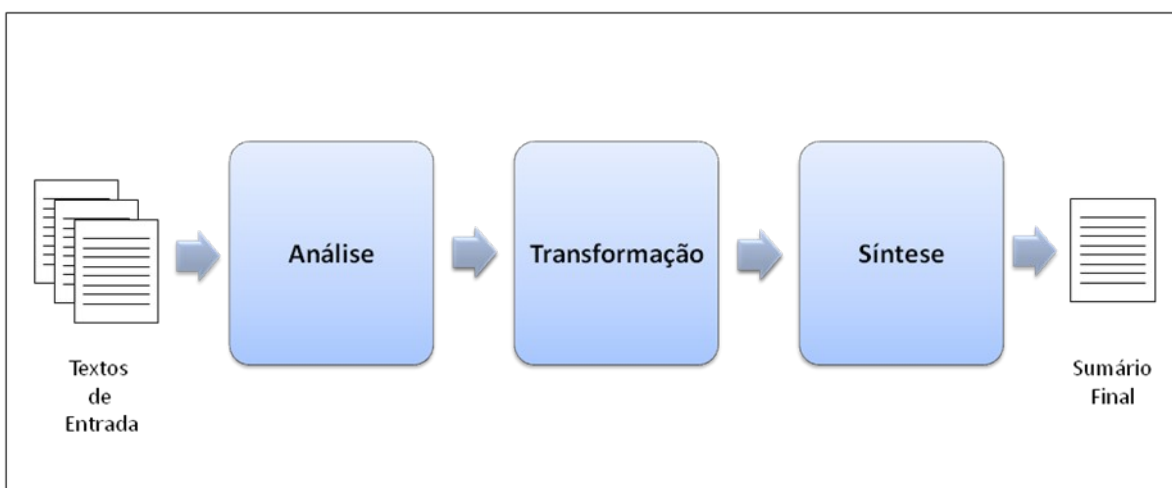 Textos
de
Entrada
Análise
Transformação
Síntese
Sumário
Final